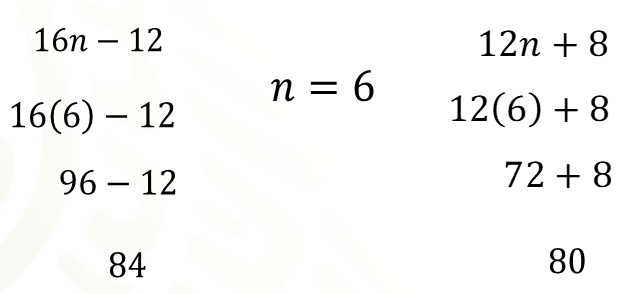 16n − 12
16(6) − 12
96 − 12
84
n = 6
12n + 8
12(6) + 8
72 + 8
80